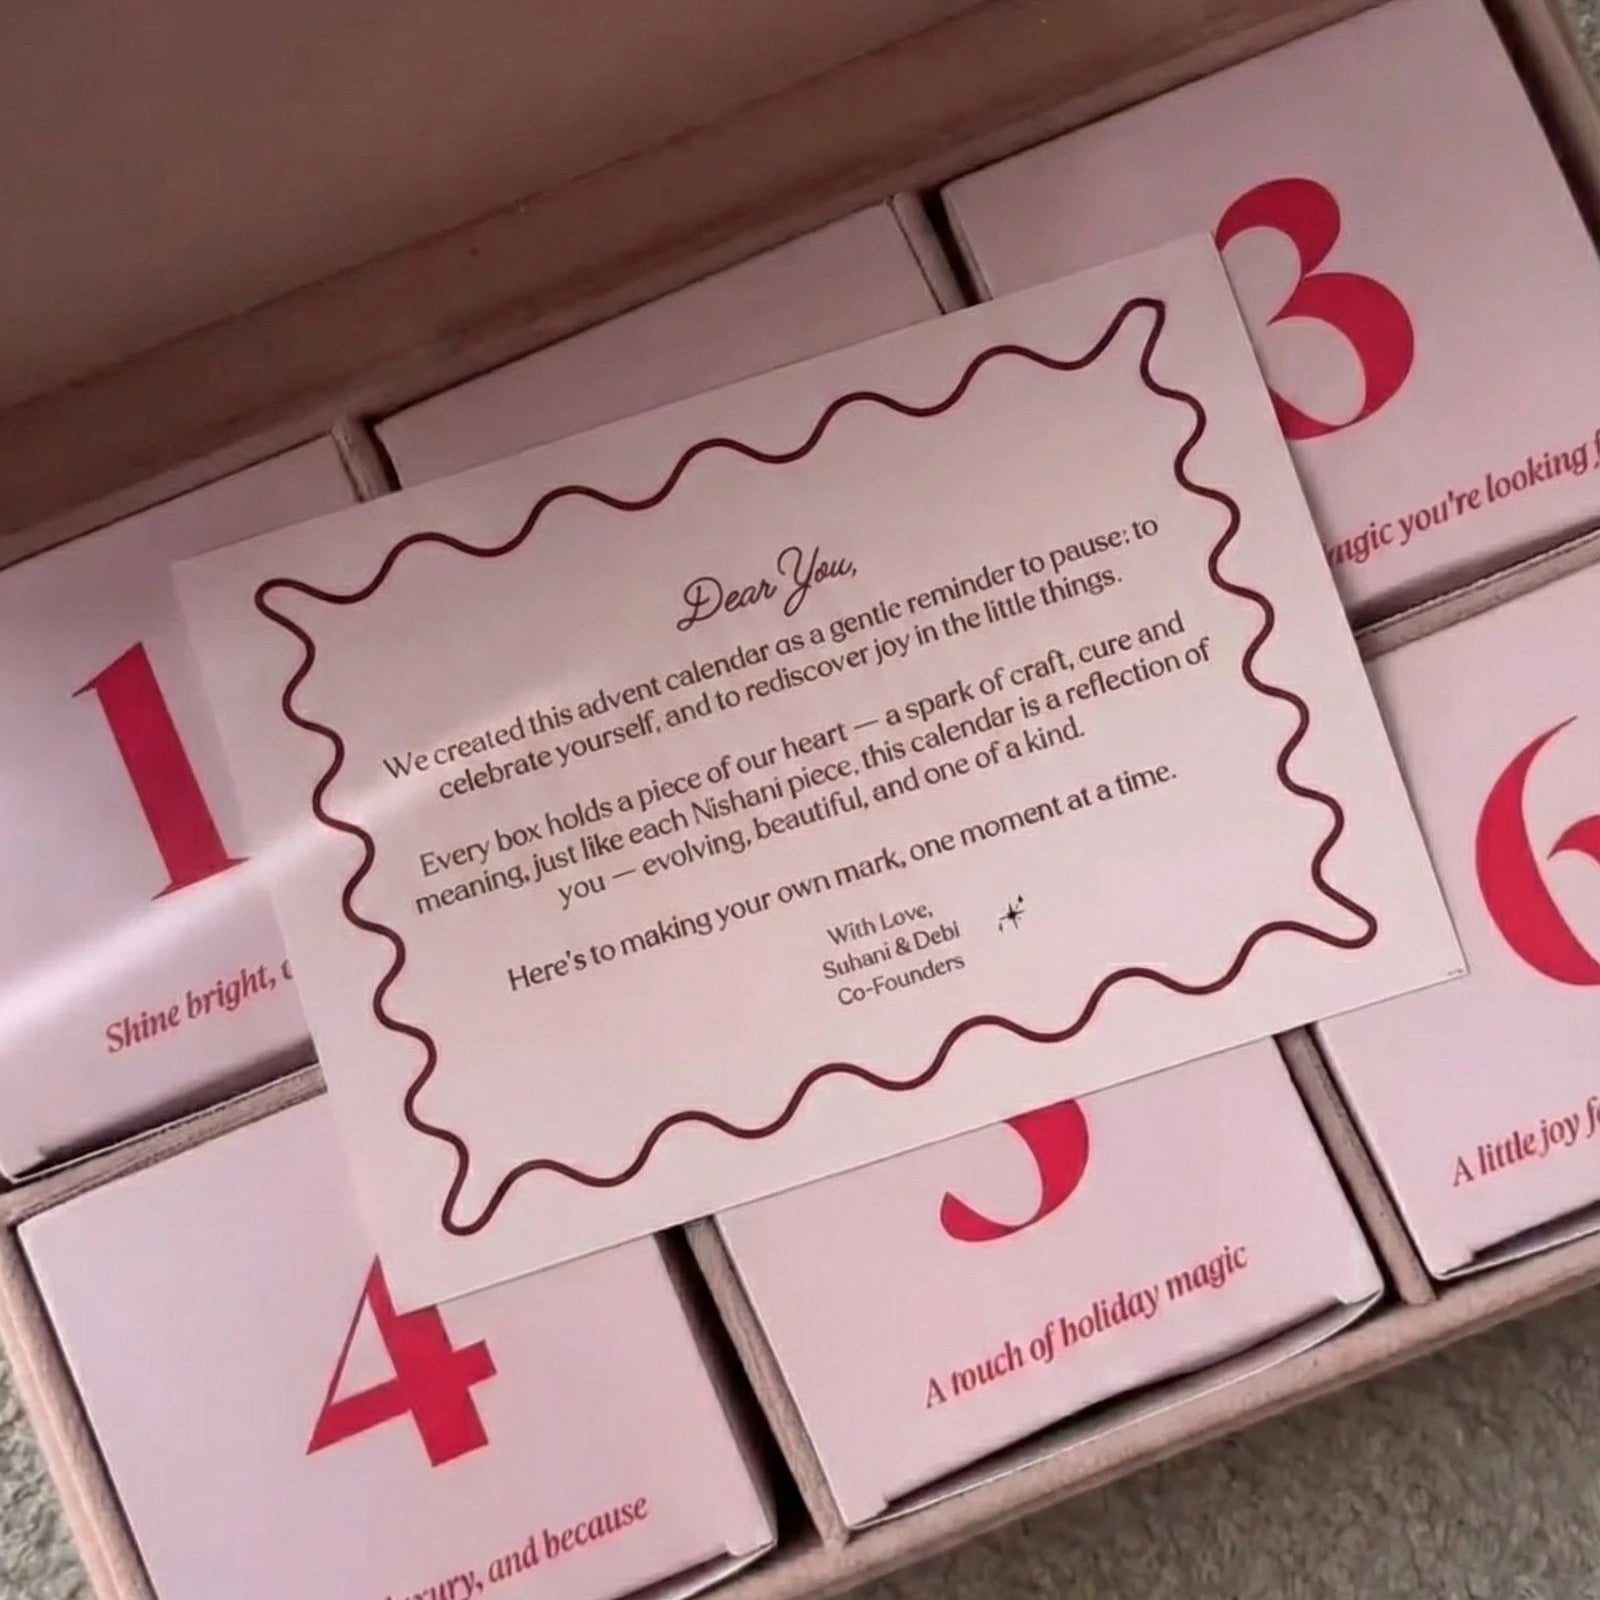 3
agic you're looking
Dear You,
We created this advent calender as a gentle reminder to pause; to
celebrate yourself, and to rediscover joy in the little things.
Every box holds a piece of our heart — a spark of craft, cure and
meaning, just like each Nishani piece, this calendar is a reflection of
you — evolving, beautiful, and one of a kind.
Here's to making your own mark, one moment at a time.
With Love,
Suhani & Debi
Co-Founders
1
Shine bright,
6
A little joy
4
, and because
5
A touch of holiday magic